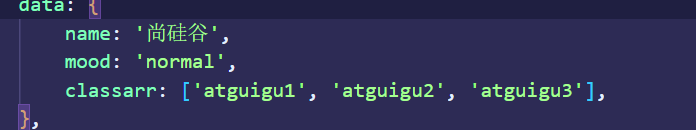 data: {
name: '尚硅谷',
mood: 'normal',
classarr: ['atguigu1', 'atguigu2', 'atguigu3'],
},